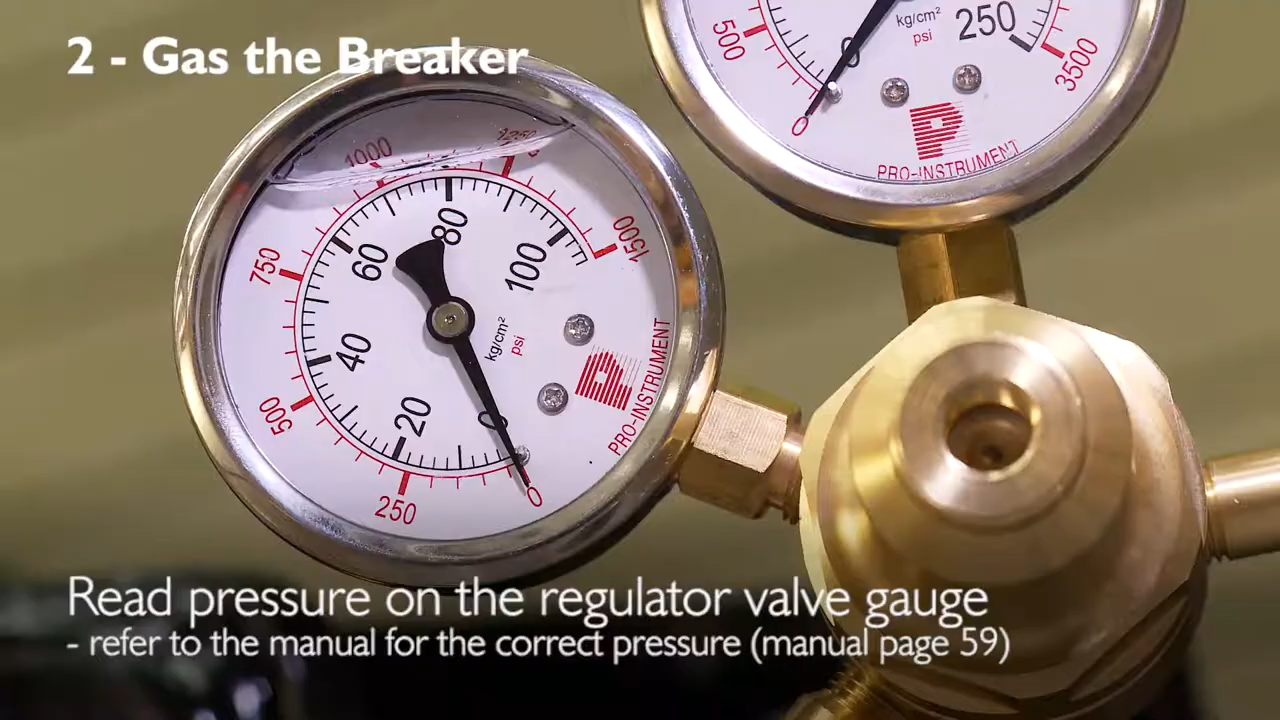 2 - Gas the Breaker
500
kg/cm²
psi
250
3500
0
0
PRO-INSTRUMENT
1000
1250
80
60
100
1500
750
40
kg/cm²
psi
500
20
0
PRO-INSTRUMENT
250
0
Read pressure on the regulator valve gauge
- refer to the manual for the correct pressure (manual page 59)